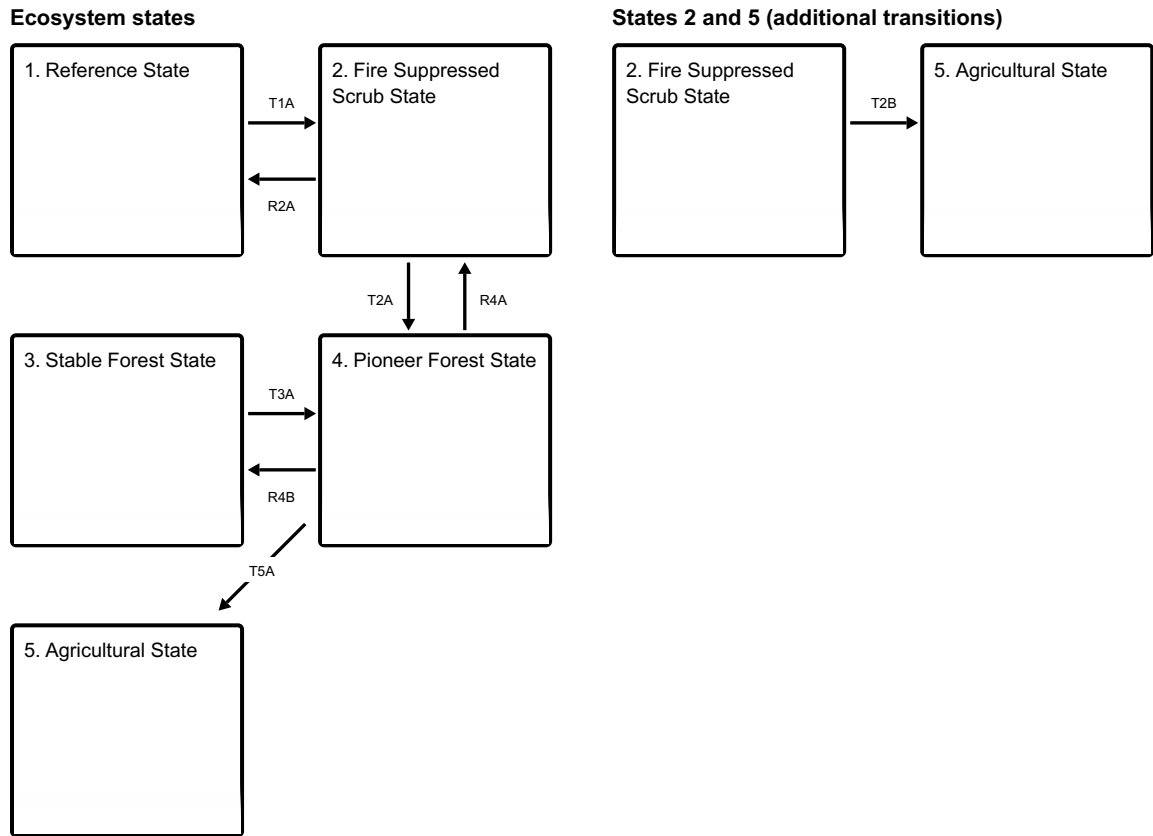 Ecosystem states
1. Reference State
T1A
R2A
2. Fire Suppressed
Scrub State
T2A
R4A
3. Stable Forest State
T3A
R4B
4. Pioneer Forest State
T5A
5. Agricultural State
States 2 and 5 (additional transitions)
2. Fire Suppressed
Scrub State
T2B
5. Agricultural State